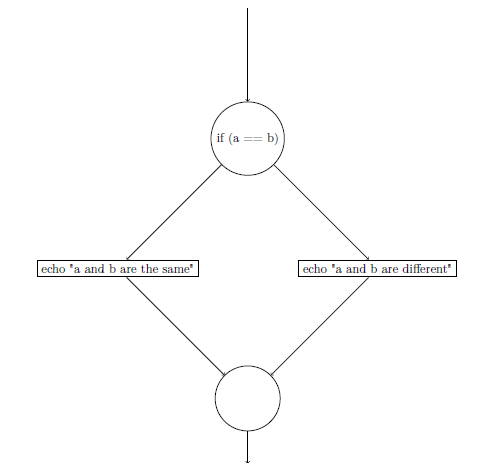 if (a == b)
echo "a and b are the same"
echo "a and b are different"